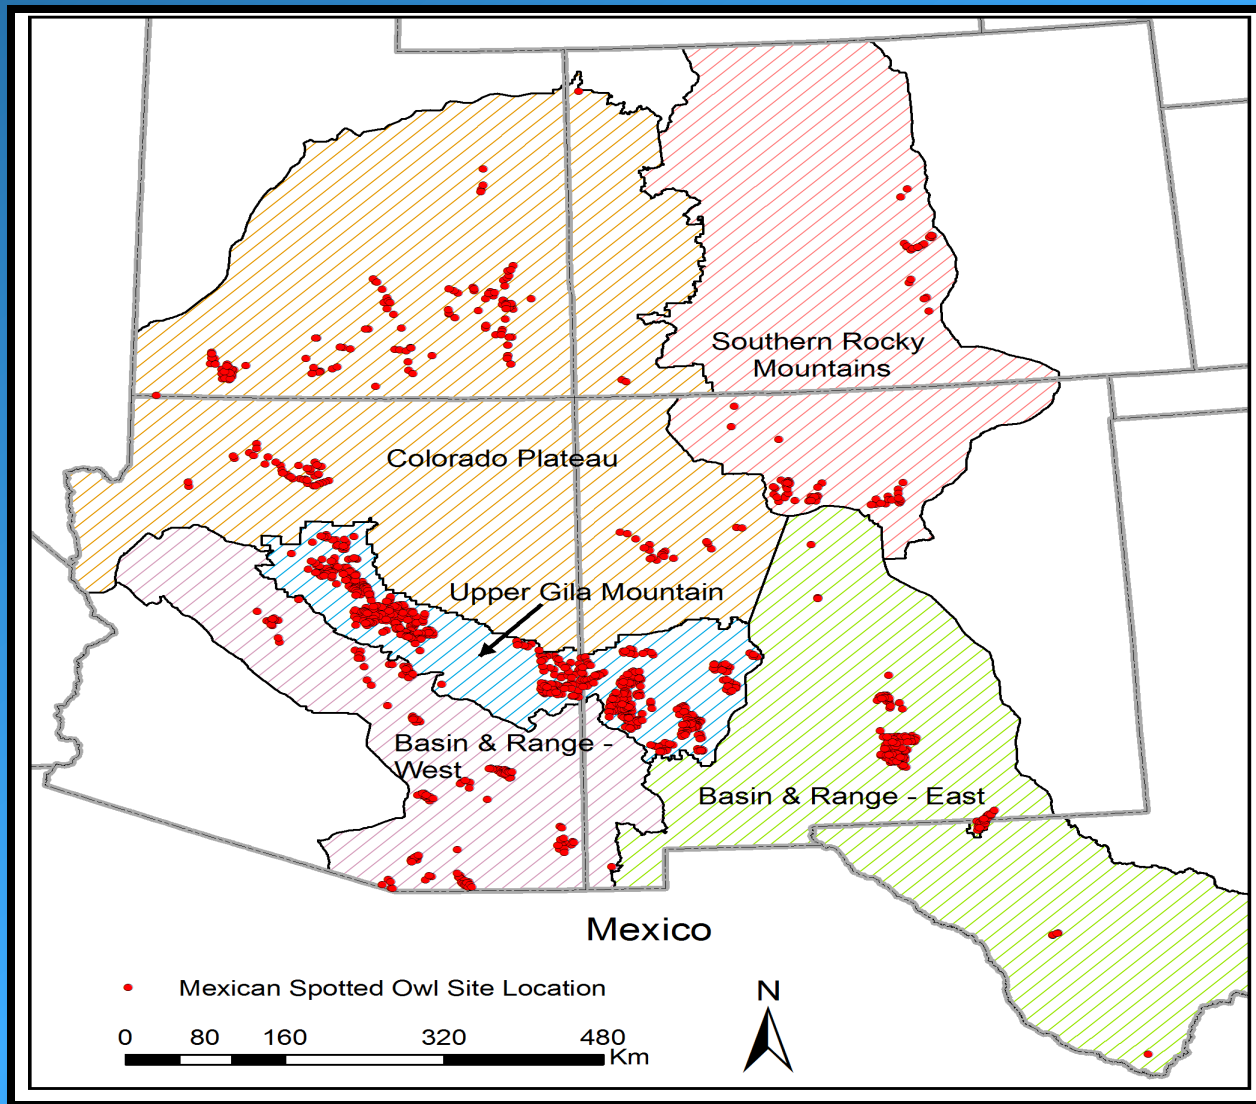 Southern Rocky
Mountains
Colorado Plateau
Upper Gila Mountain
Basin & Range -
West
Basin & Range - East
Mexico
Mexican Spotted Owl Site Location
N
0 80 160 320 480
Km